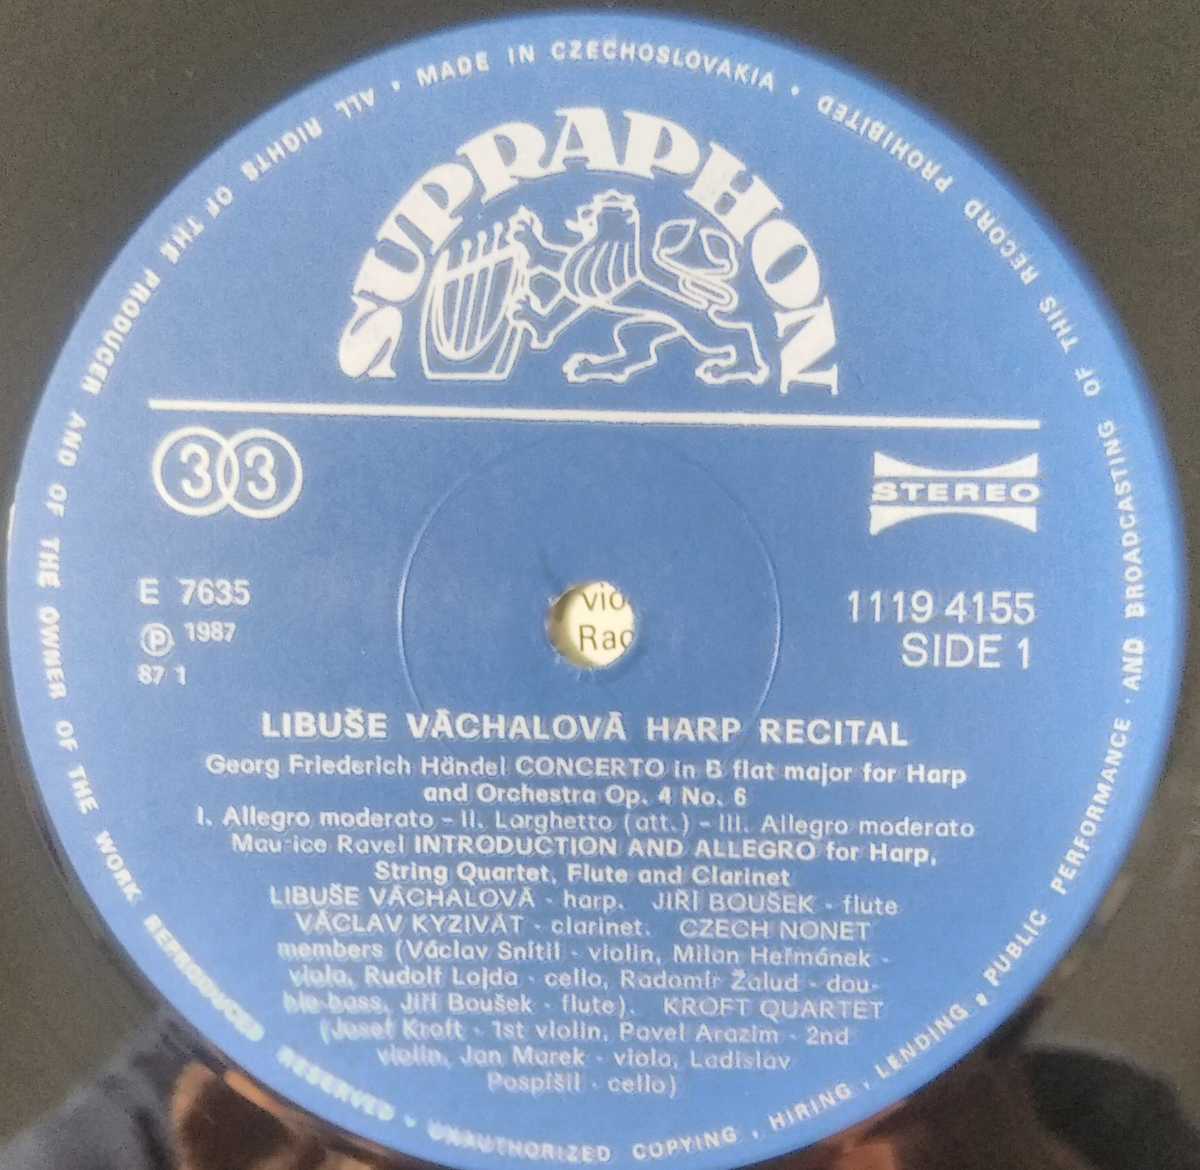 MADE IN CZECHOSLOVAKIA • PROHIBITED
SUPRAPHON
33
STEREO
E 7635
Ⓟ 1987
87 1
1119 4155
SIDE 1
vio
Rac
LIBUŠE VÁCHALOVÁ HARP RECITAL
Georg Friederich Händel CONCERTO in B flat major for Harp
and Orchestra Op. 4 No. 6
I. Allegro moderato – II. Larghetto (att.) – III. Allegro moderato
Maurice Ravel INTRODUCTION AND ALLEGRO for Harp,
String Quartet, Flute and Clarinet
LIBUŠE VÁCHALOVÁ - harp. JIŘÍ BOUŠEK - flute
VÁCLAV KYZIVÁT - clarinet. CZECH NONET
members (Václav Snítil - violin, Milan Heřmánek -
viola, Rudolf Lojda - cello, Radomír Žalud - dou-
ble-bass, Jiří Boušek - flute). KROFT QUARTET
(Josef Kroft - 1st violin, Pavel Arazim - 2nd
violin, Jan Marek - viola, Ladislav
Pospíšil - cello)
ALL RIGHTS OF THE PRODUCER AND OF THE OWNER OF THE WORK REPRODUCED RESERVED • UNAUTHORIZED COPYING, HIRING, LENDING, PUBLIC PERFORMANCE AND BROADCASTING OF THIS RECORD